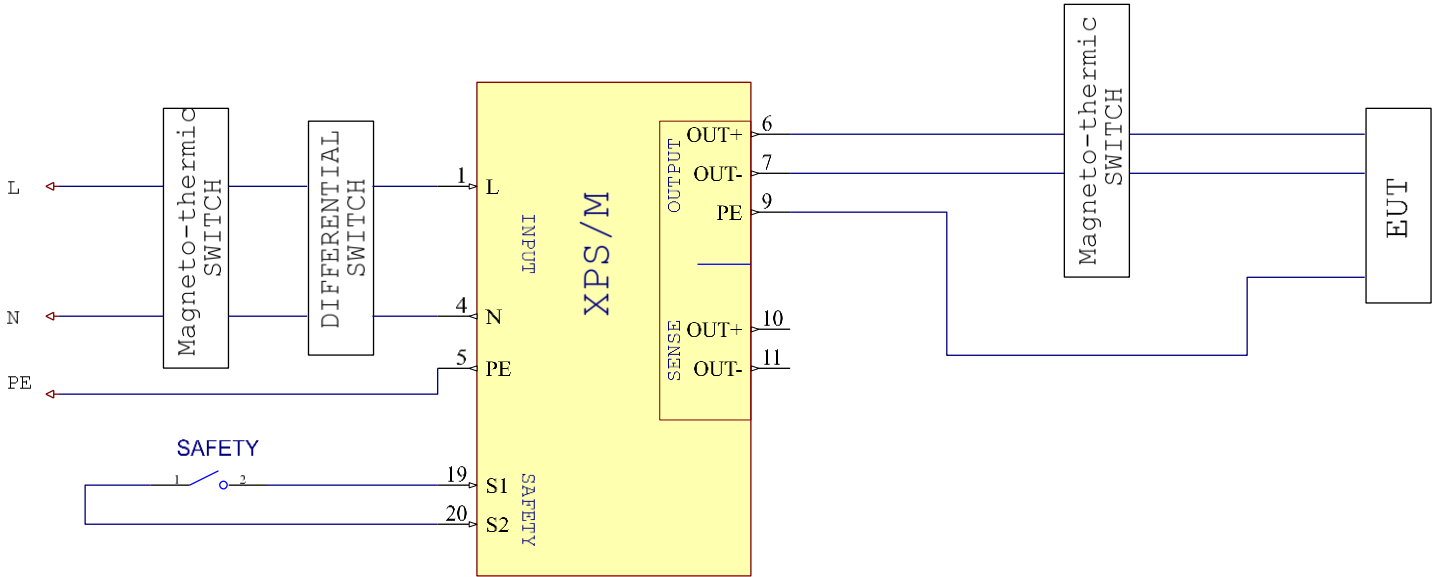 L
N
PE
Magneto-thermic
SWITCH
DIFFERENTIAL
SWITCH
1
L
4
N
5
PE
INPUT
XPS/M
SAFETY
1
2
19
S1
20
S2
SAFETY
OUTPUT
OUT+
6
OUT-
7
PE
9
SENSE
OUT+
10
OUT-
11
Magneto-thermic
SWITCH
EUT